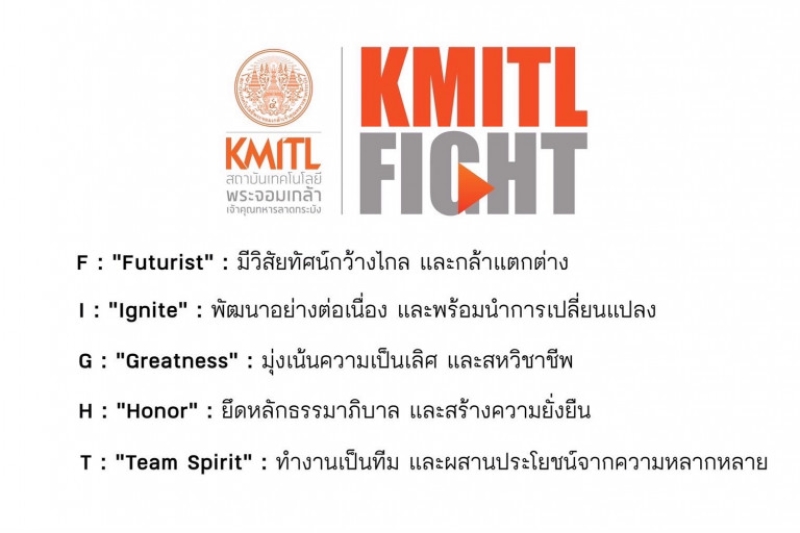 KMITL
สถาบันเทคโนโลยี
พระจอมเกล้า
เจ้าคุณทหารลาดกระบัง
KMITL
FIGHT
F : "Futurist" : มีวิสัยทัศน์กว้างไกล และกล้าแตกต่าง
I : "Ignite" : พัฒนาอย่างต่อเนื่อง และพร้อมนำการเปลี่ยนแปลง
G : "Greatness" : มุ่งเน้นความเป็นเลิศ และสหวิชาชีพ
H : "Honor" : ยึดหลักธรรมาภิบาล และสร้างความยั่งยืน
T : "Team Spirit" : ทำงานเป็นทีม และผสานประโยชน์จากความหลากหลาย